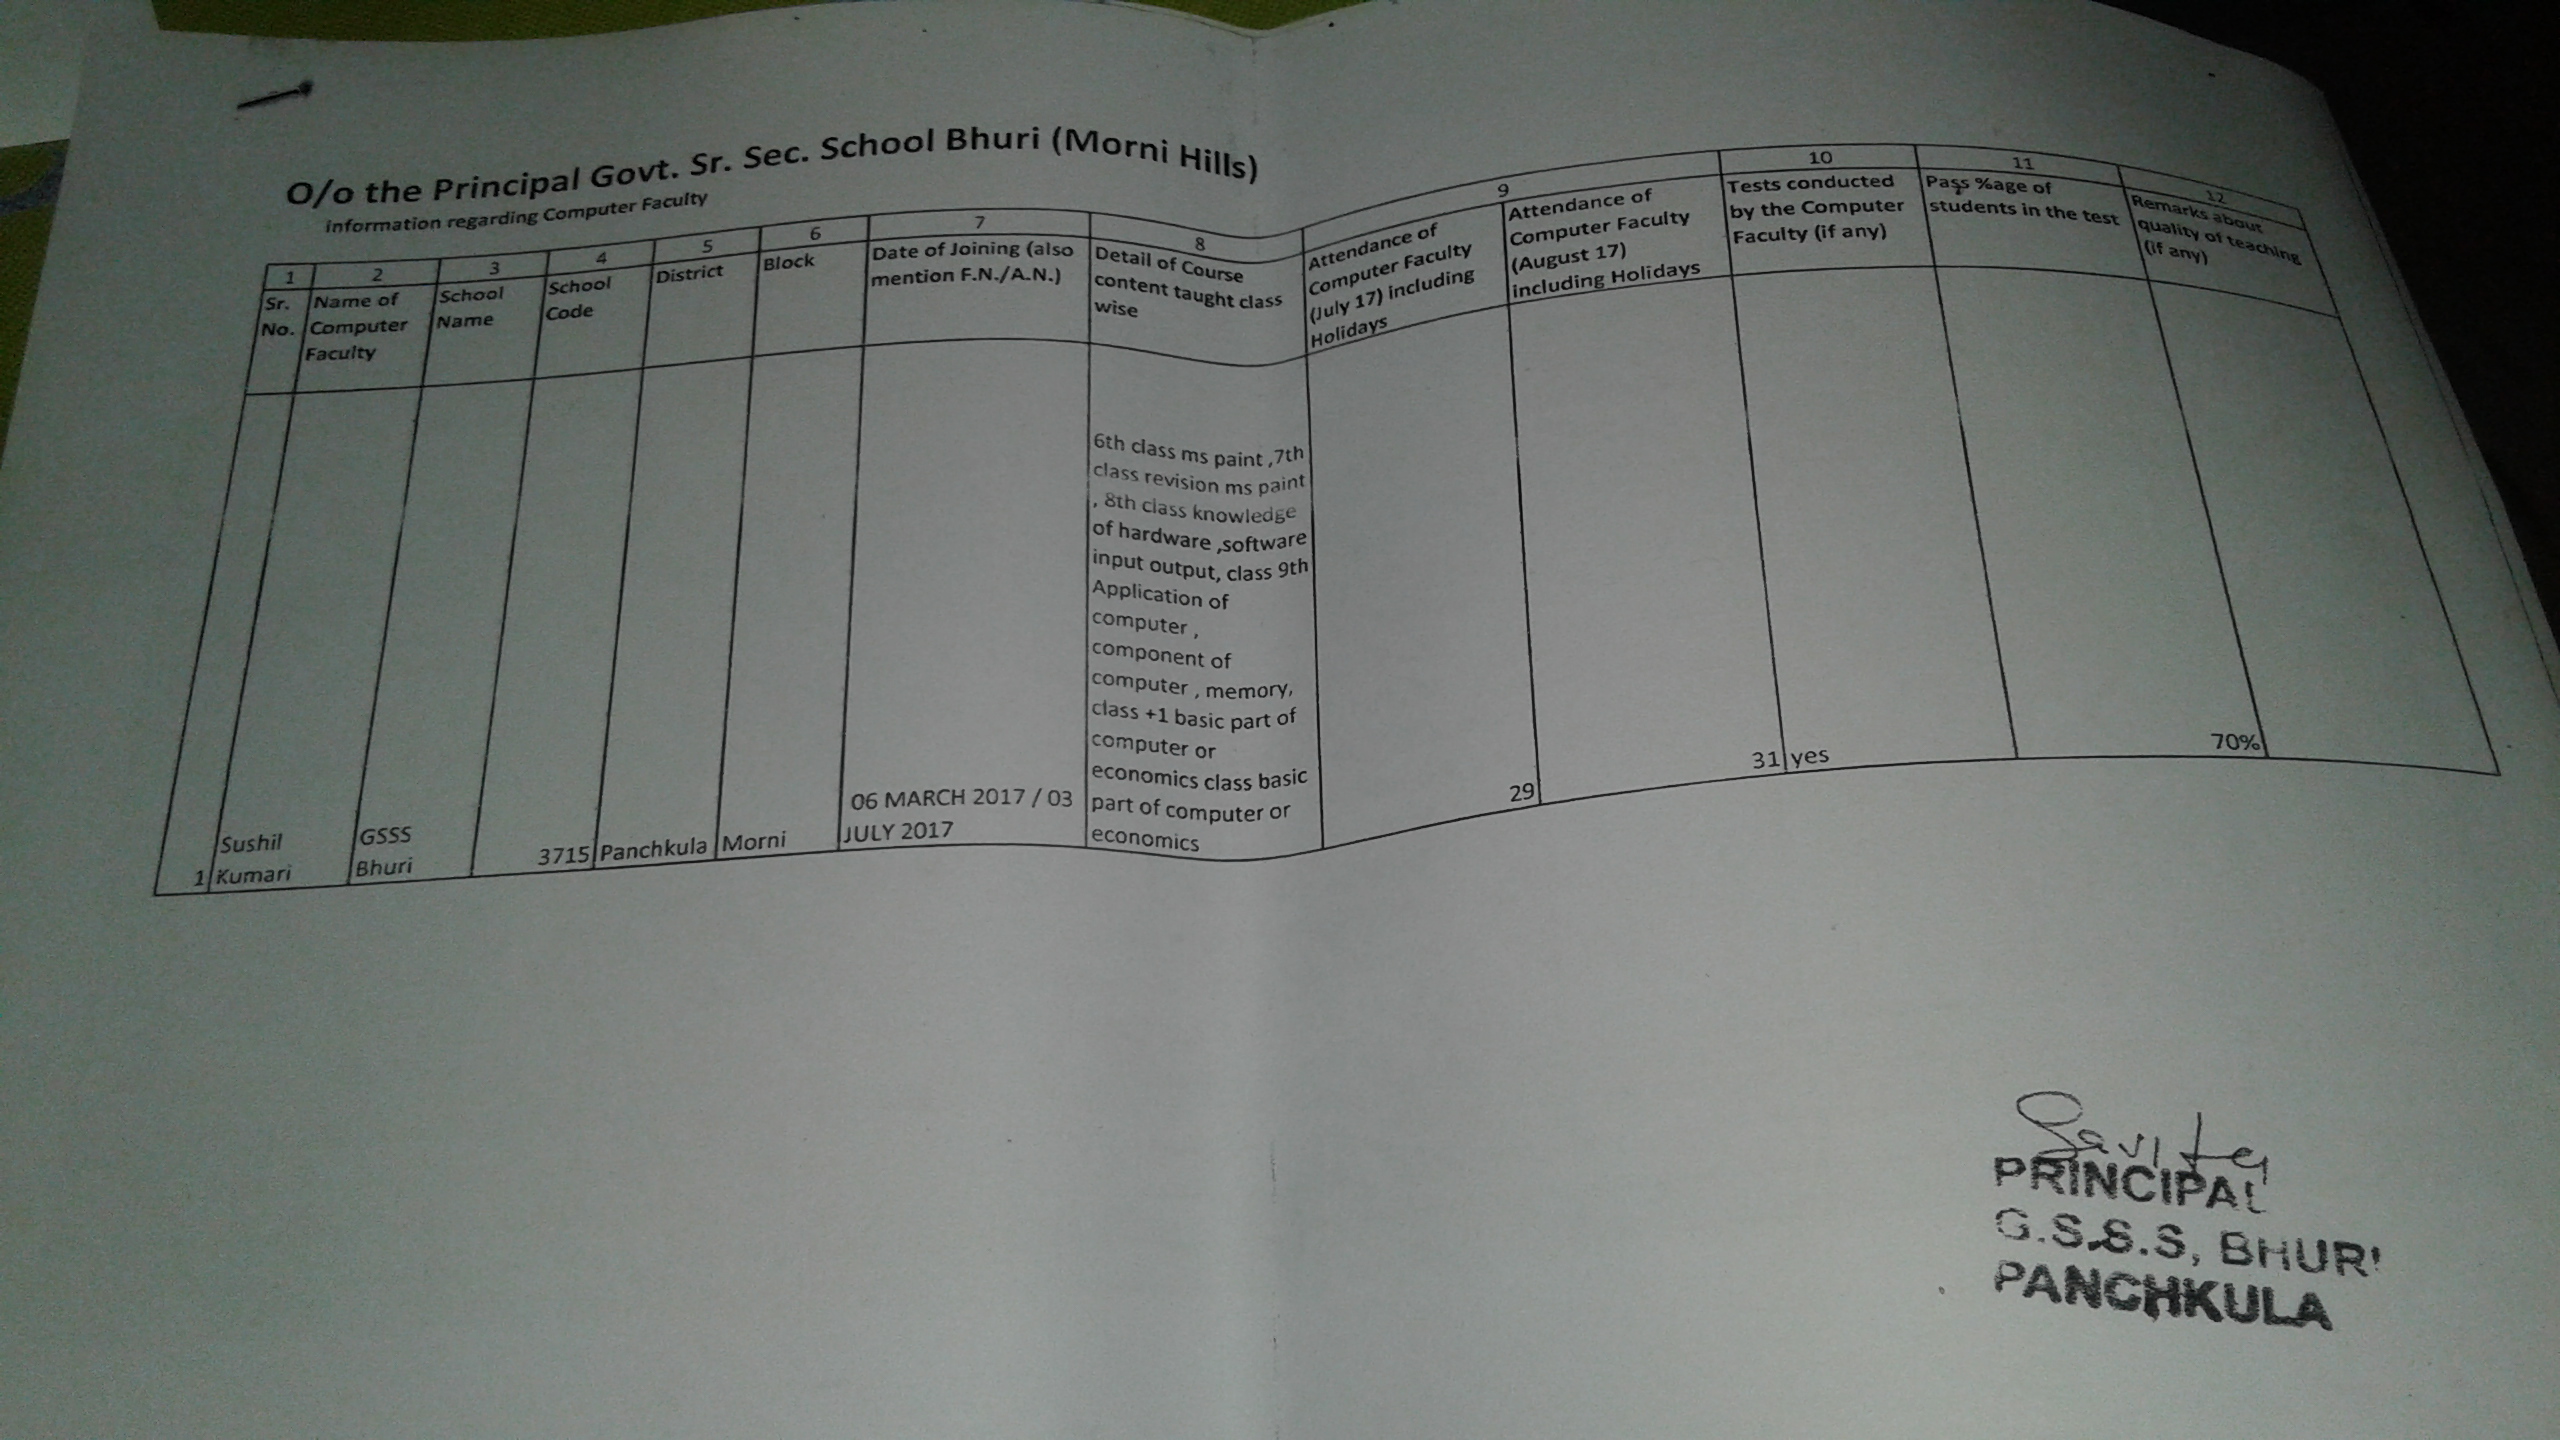 O/o the Principal Govt. Sr. Sec. School Bhuri (Morni Hills)
information regarding Computer Faculty
1 2 3 4 5 6 7 8 9 10 11 12
Sr.
No.
Name of
Computer
Faculty
School
Name
School
Code
District
Block
Date of Joining (also
mention F.N./A.N.)
Detail of Course
content taught class
wise
Attendance of
Computer Faculty
(July 17) including
Holidays
Attendance of
Computer Faculty
(August 17)
including Holidays
Tests conducted
by the Computer
Faculty (if any)
Pass %age of
students in the test
Remarks about
quality of teaching
(if any)
1
Sushil
Kumari
GSSS
Bhuri
3715
Panchkula
Morni
06 MARCH 2017 / 03
JULY 2017
6th class ms paint ,7th
class revision ms paint
, 8th class knowledge
of hardware ,software
input output, class 9th
Application of
computer ,
component of
computer , memory,
class +1 basic part of
computer or
economics class basic
part of computer or
economics
29
31
yes
70%
Savita
PRINCIPAL
G.S.S.S, BHURI
PANCHKULA